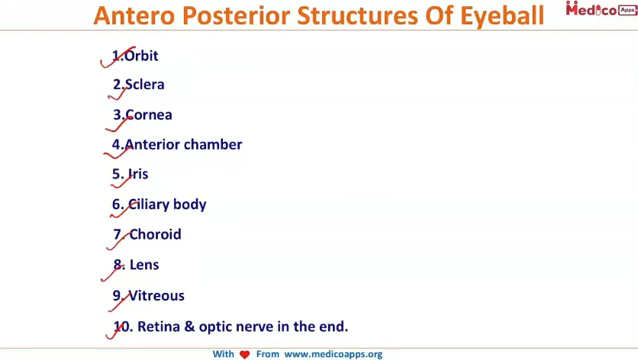 Antero Posterior Structures Of Eyeball
Medico Apps
1.Orbit
2.Sclera
3.Cornea
4.Anterior chamber
5. Iris
6. Ciliary body
7. Choroid
8. Lens
9. Vitreous
10. Retina & optic nerve in the end.
With ❤ From www.medicoapps.org